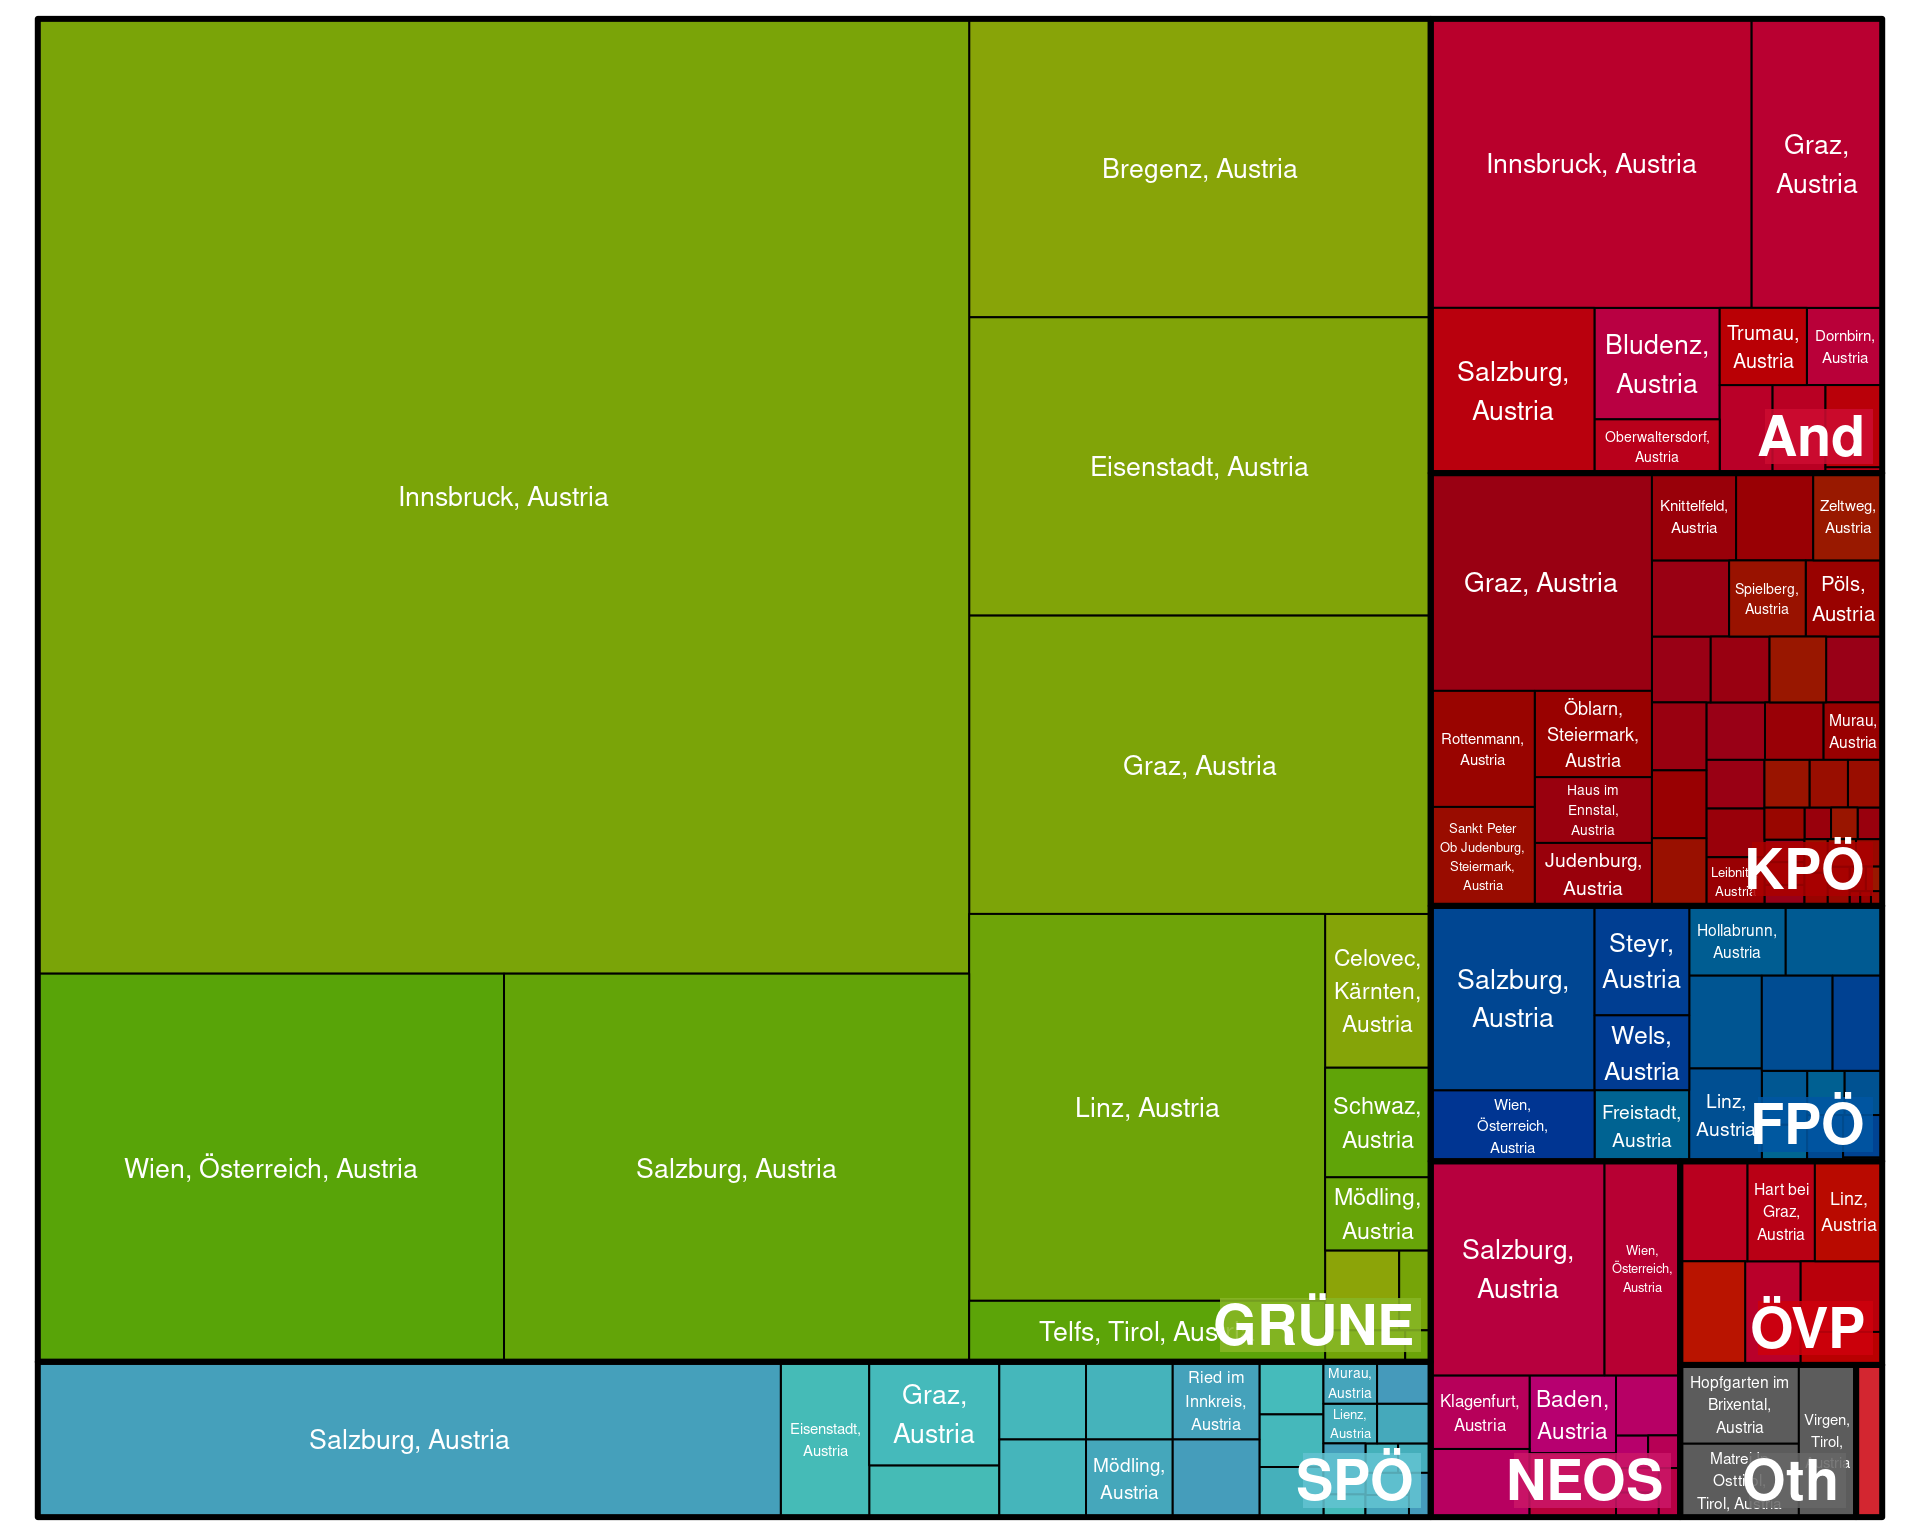 Innsbruck, Austria
Bregenz, Austria
Eisenstadt, Austria
Graz, Austria
Wien, Österreich, Austria
Salzburg, Austria
Linz, Austria
Celovec,
Kärnten,
Austria
Schwaz,
Austria
Mödling,
Austria
Telfs, Tirol,
GRÜNE
Innsbruck, Austria
Graz,
Austria
Salzburg,
Austria
Bludenz,
Austria
Trumau,
Austria
Dornbirn,
Austria
Oberwaltersdorf,
Austria
And
Graz, Austria
Knittelfeld,
Austria
Zeltweg,
Austria
Spielberg,
Austria
Pöls,
Austria
Rottenmann,
Austria
Öblarn,
Steiermark,
Austria
Murau,
Austria
Haus im
Ennstal,
Austria
Sankt Peter
Ob Judenburg,
Steiermark,
Austria
Judenburg,
Austria
Austria
KPÖ
Salzburg,
Austria
Steyr,
Austria
Hollabrunn,
Austria
Wels,
Austria
Wien,
Österreich,
Austria
Freistadt,
Austria
Linz,
Austria
FPÖ
Salzburg,
Austria
Wien,
Österreich,
Austria
Klagenfurt,
Austria
Baden,
Austria
NEOS
Hart bei
Graz,
Austria
Linz,
Austria
ÖVP
Hopfgarten im
Brixental,
Austria
Virgen,
Tirol,
Austria
Tirol, Austria
Oth
Salzburg, Austria
Eisenstadt,
Austria
Graz,
Austria
Mödling,
Austria
Ried im
Innkreis,
Austria
Murau,
Austria
Lienz,
Austria
SPÖ